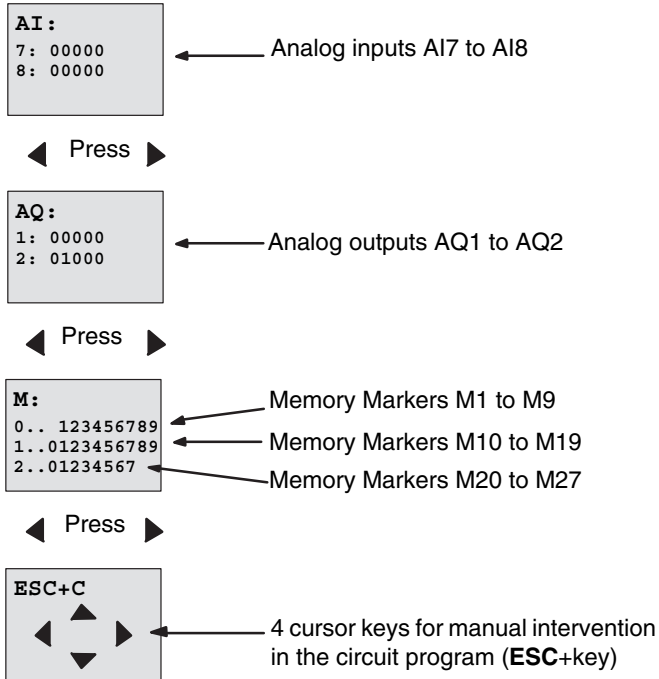 AI:
7: 00000
8: 00000
Analog inputs AI7 to AI8
Press
AQ:
1: 00000
2: 01000
Analog outputs AQ1 to AQ2
Press
M:
0.. 123456789
1..0123456789
2..01234567
Memory Markers M1 to M9
Memory Markers M10 to M19
Memory Markers M20 to M27
Press
ESC+C
4 cursor keys for manual intervention
in the circuit program (ESC+key)